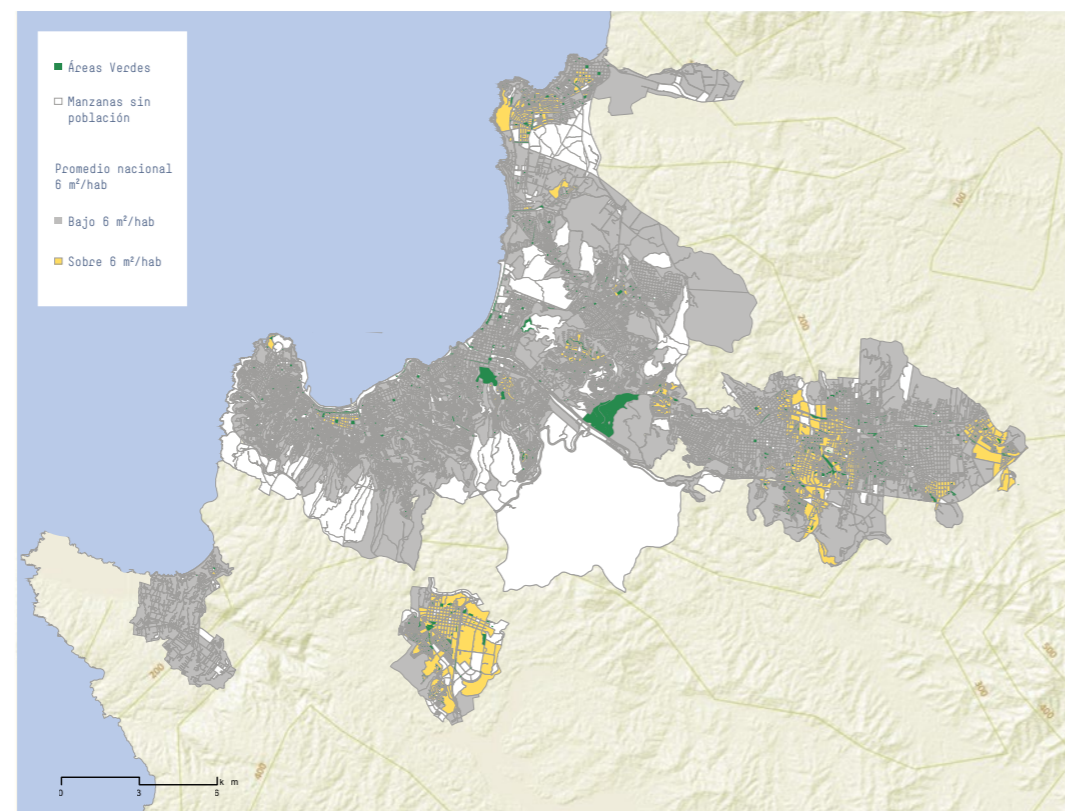 Áreas Verdes
Manzanas sin
población
Promedio nacional
6 m²/hab
Bajo 6 m²/hab
Sobre 6 m²/hab
100
200
200
500
300
400
400
0 3 6
k m